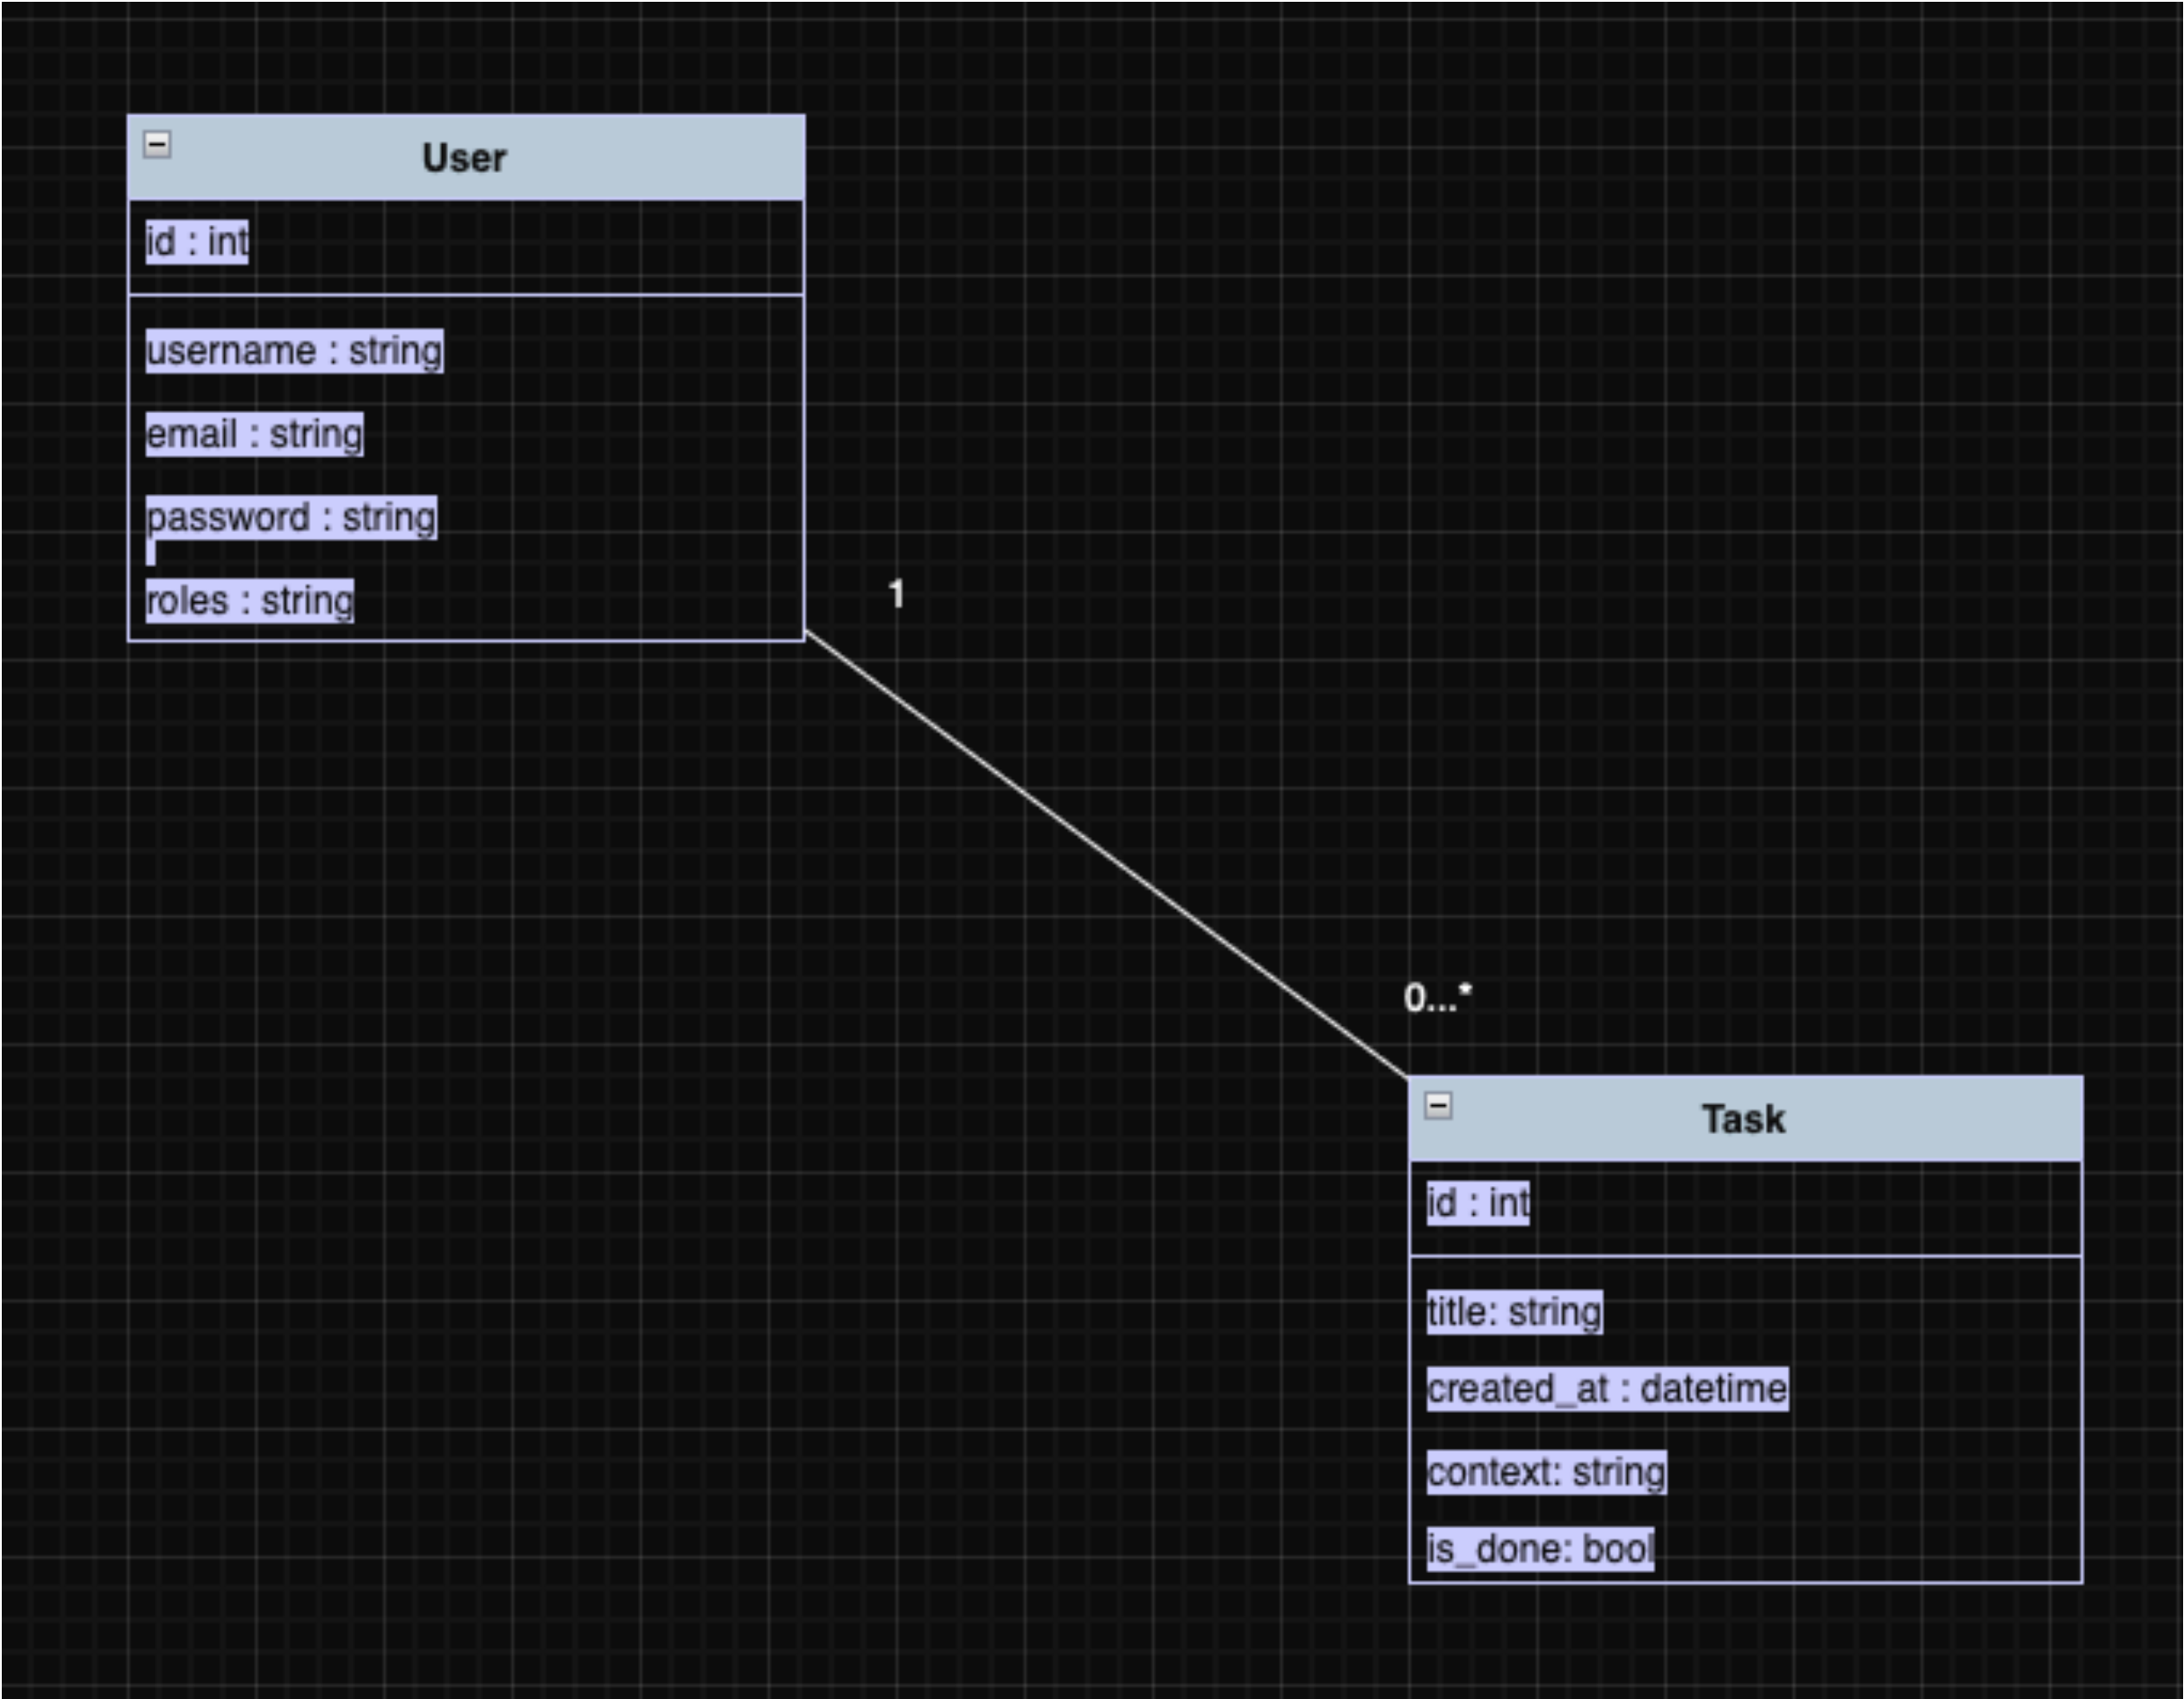 User
id : int
username : string
email : string
password : string
roles : string
1
0...*
Task
id : int
title: string
created_at : datetime
context: string
is_done: bool